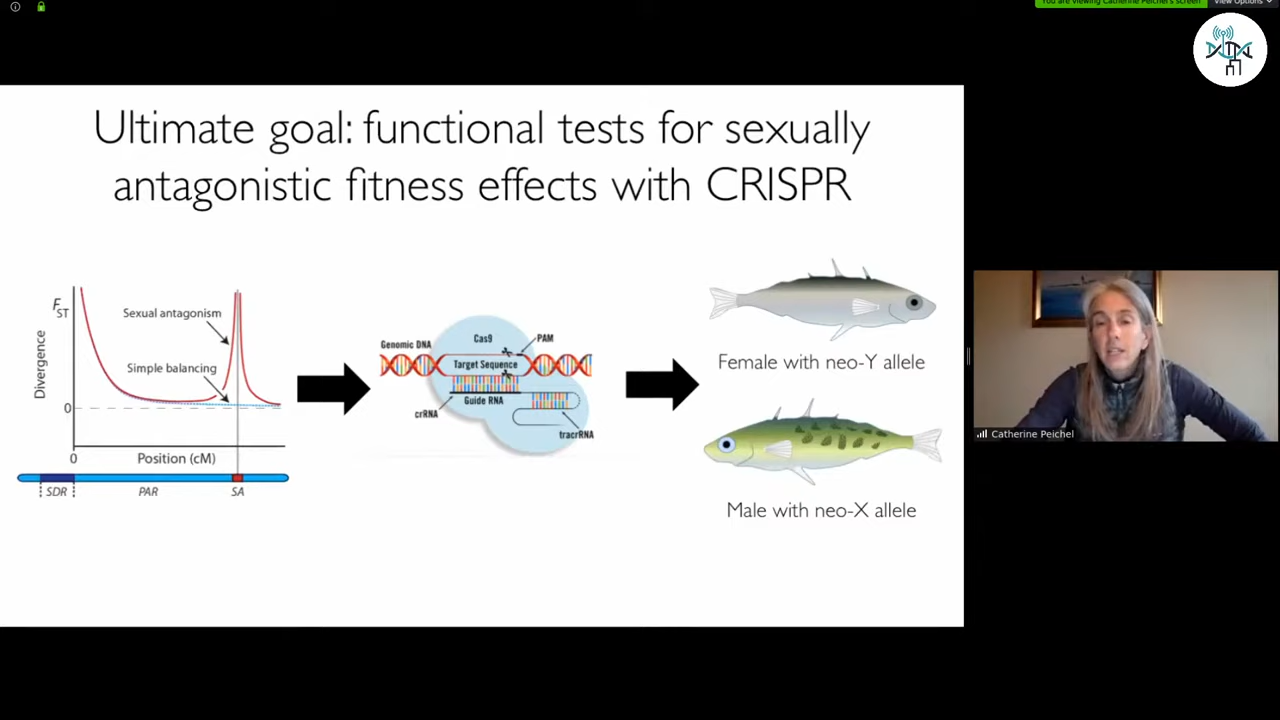 You are viewing Catherine Peichel's screen
View Options
Ultimate goal: functional tests for sexually
antagonistic fitness effects with CRISPR
FST
Divergence
0
Sexual antagonism
Simple balancing
0
Position (cM)
SDR
PAR
SA
Cas9
PAM
Genomic DNA
Target Sequence
Guide RNA
crRNA
tracrRNA
Female with neo-Y allele
Male with neo-X allele
Catherine Peichel